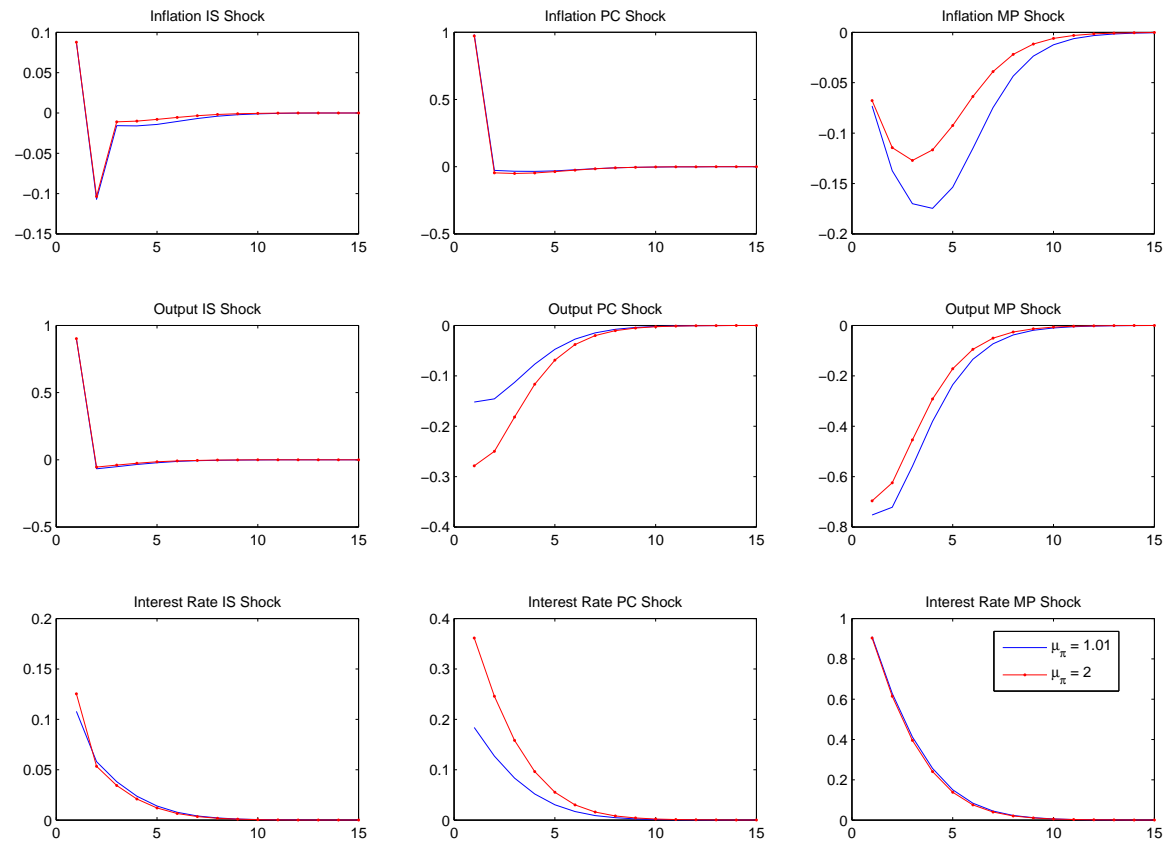 Inflation IS Shock
0.1
0.05
0
−0.05
−0.1
−0.15
0 5 10 15
Inflation PC Shock
1
0.5
0
−0.5
0 5 10 15
Inflation MP Shock
0
−0.05
−0.1
−0.15
−0.2
0 5 10 15
Output IS Shock
1
0.5
0
−0.5
0 5 10 15
Output PC Shock
0
−0.1
−0.2
−0.3
−0.4
0 5 10 15
Output MP Shock
0
−0.2
−0.4
−0.6
−0.8
0 5 10 15
Interest Rate IS Shock
0.2
0.15
0.1
0.05
0
0 5 10 15
Interest Rate PC Shock
0.4
0.3
0.2
0.1
0
0 5 10 15
Interest Rate MP Shock
1
0.8
0.6
0.4
0.2
0
0 5 10 15
μπ = 1.01
μπ = 2